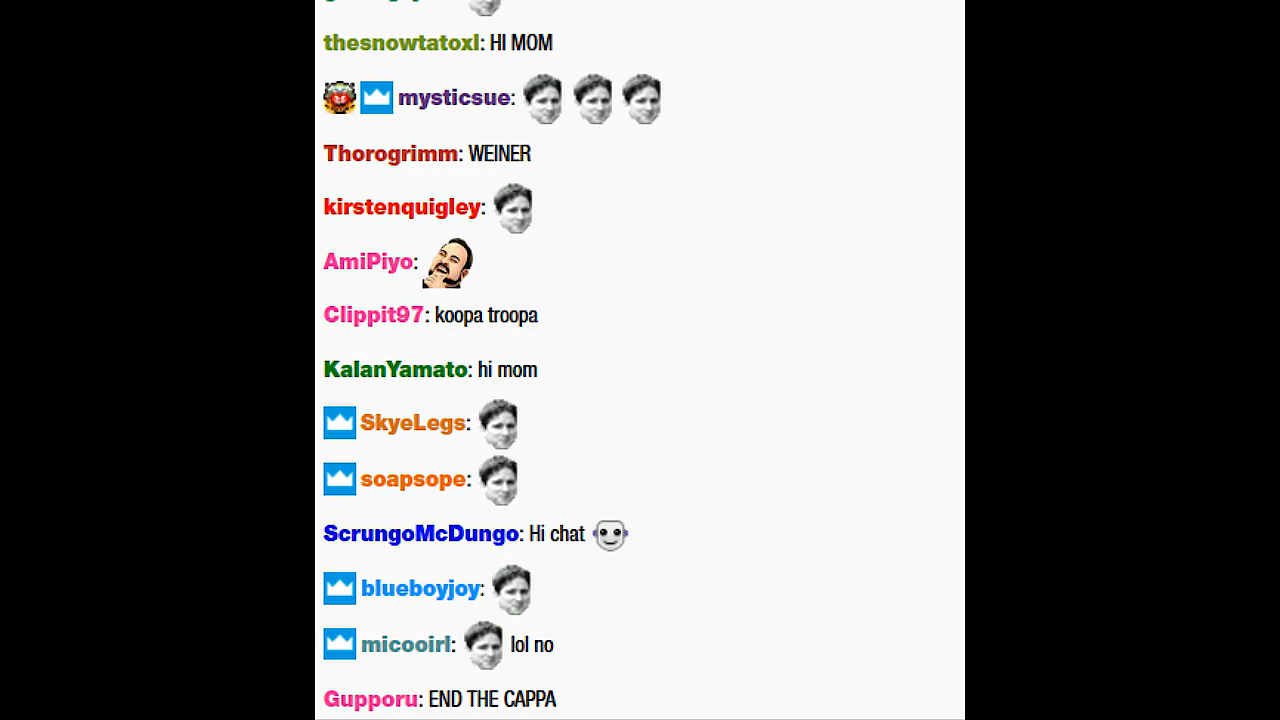 thesnowtatoxl: HI MOM
mysticsue:
Thorogrimm: WEINER
kirstenquigley:
AmiPiyo:
Clippit97: koopa troopa
KalanYamato: hi mom
SkyeLegs:
soapsope:
ScrungoMcDungo: Hi chat
blueboyjoy:
micooirl: lol no
Gupporu: END THE CAPPA